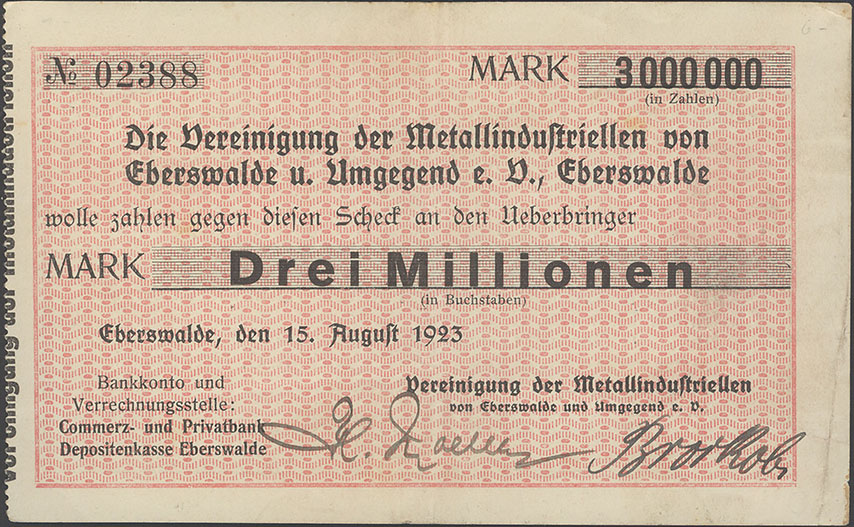 № 02388
MARK 3000000
(in Zahlen)
Die Vereinigung der Metallindustriellen von
Eberswalde u. Umgegend e. V., Eberswalde
wolle zahlen gegen diesen Scheck an den Ueberbringer
MARK Drei Millionen
(in Buchstaben)
Eberswalde, den 15. August 1923
Bankkonto und
Verrechnungsstelle:
Commerz- und Privatbank
Depositenkasse Eberswalde
Vereinigung der Metallindustriellen
von Eberswalde und Umgegend e. V.